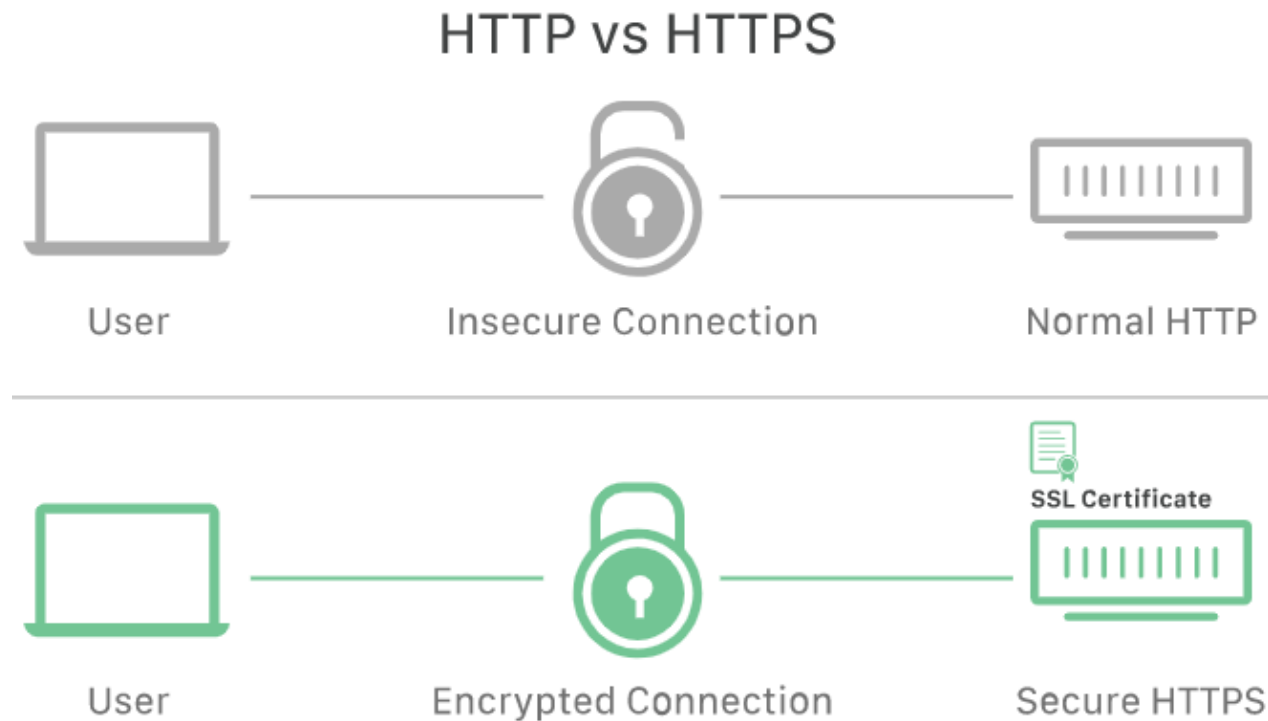 HTTP vs HTTPS
User
Insecure Connection
Normal HTTP
SSL Certificate
User
Encrypted Connection
Secure HTTPS